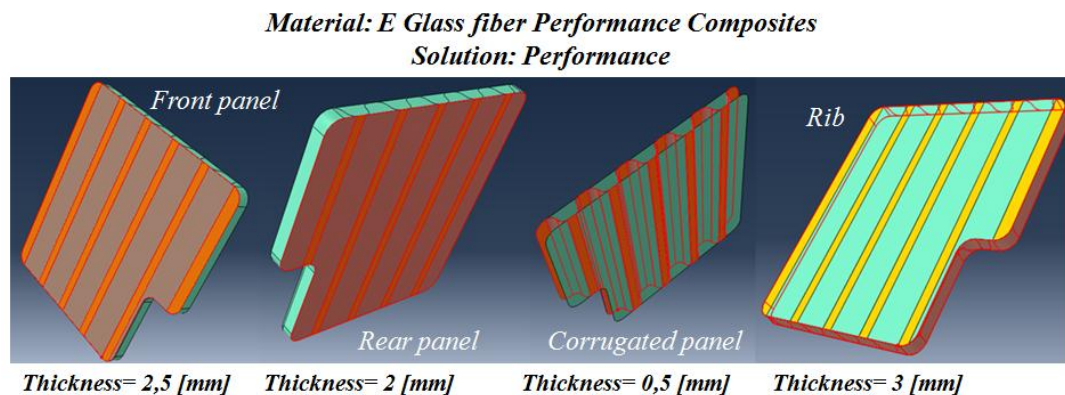 Material: E Glass fiber Performance Composites
Solution: Performance
Front panel
Rear panel
Corrugated panel
Rib
Thickness= 2,5 [mm]
Thickness= 2 [mm]
Thickness= 0,5 [mm]
Thickness= 3 [mm]